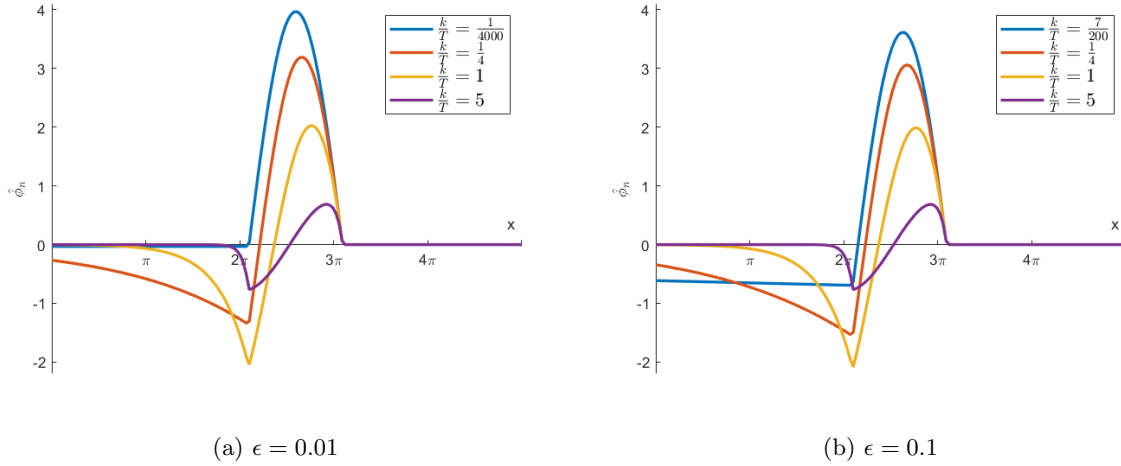 4
3
2
1
0
-1
-2
φ̂ₙ
π
2π
3π
4π
x
k/T = 1/4000
k/T = 1/4
k/T = 1
k/T = 5
(a) ϵ = 0.01
4
3
2
1
0
-1
-2
φ̂ₙ
π
2π
3π
4π
x
k/T = 7/200
k/T = 1/4
k/T = 1
k/T = 5
(b) ϵ = 0.1